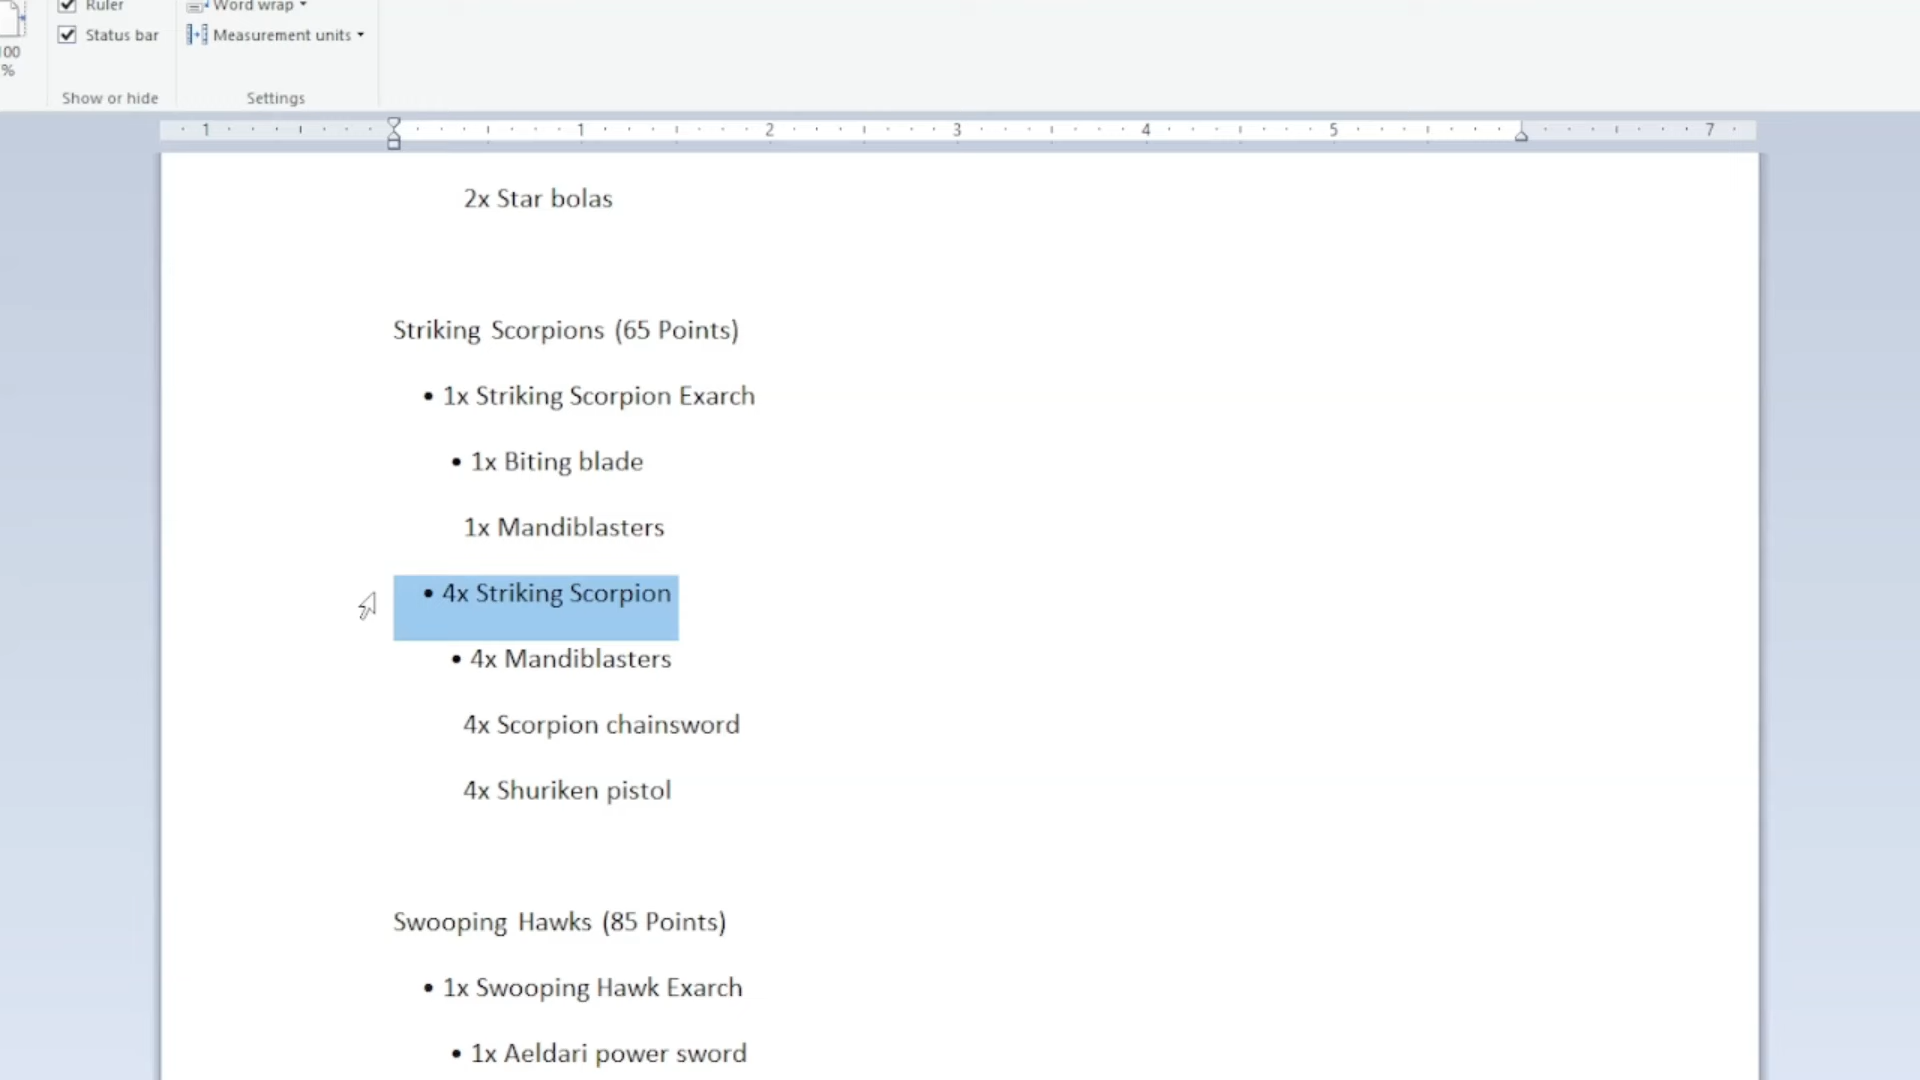 Ruler
Word wrap
Status bar
Measurement units
100
%
Show or hide
Settings
1 1 2 3 4 5 7
2x Star bolas
Striking Scorpions (65 Points)
• 1x Striking Scorpion Exarch
• 1x Biting blade
1x Mandiblasters
• 4x Striking Scorpion
• 4x Mandiblasters
4x Scorpion chainsword
4x Shuriken pistol
Swooping Hawks (85 Points)
• 1x Swooping Hawk Exarch
• 1x Aeldari power sword